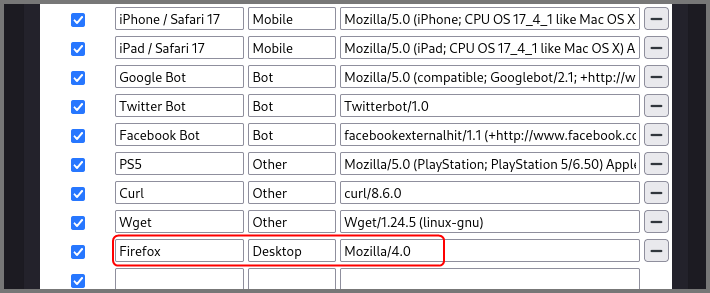 iPhone / Safari 17 Mobile Mozilla/5.0 (iPhone; CPU OS 17_4_1 like Mac OS X
iPad / Safari 17 Mobile Mozilla/5.0 (iPad; CPU OS 17_4_1 like Mac OS X) A
Google Bot Bot Mozilla/5.0 (compatible; Googlebot/2.1; +http://w
Twitter Bot Bot Twitterbot/1.0
Facebook Bot Bot facebookexternalhit/1.1 (+http://www.facebook.co
PS5 Other Mozilla/5.0 (PlayStation; PlayStation 5/6.50) Apple
Curl Other curl/8.6.0
Wget Other Wget/1.24.5 (linux-gnu)
Firefox Desktop Mozilla/4.0